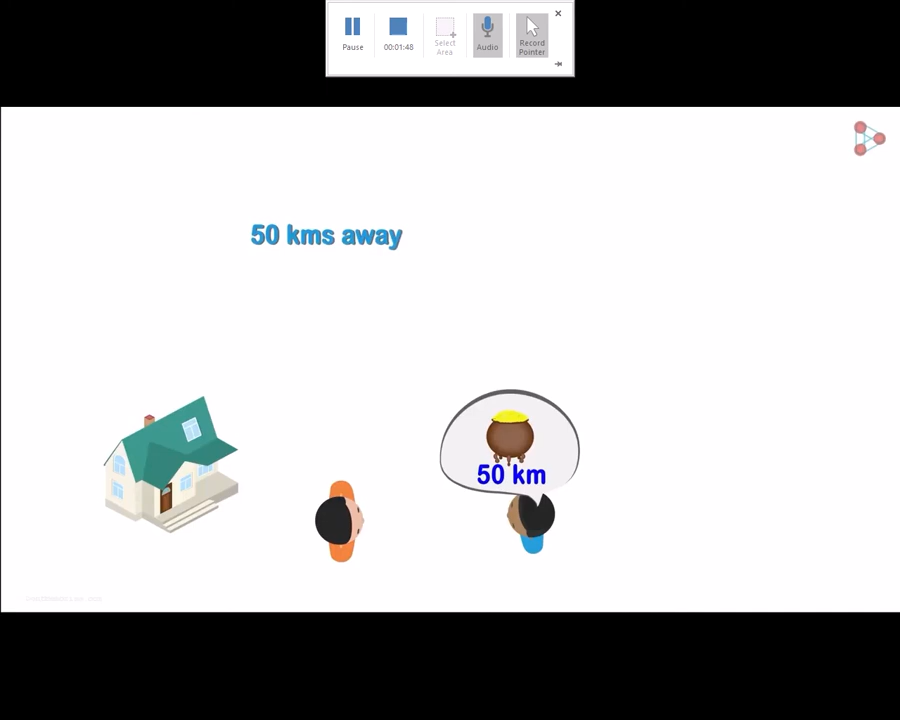 Pause
00:01:48
Select
Area
Audio
Record
Pointer
50 kms away
50 km